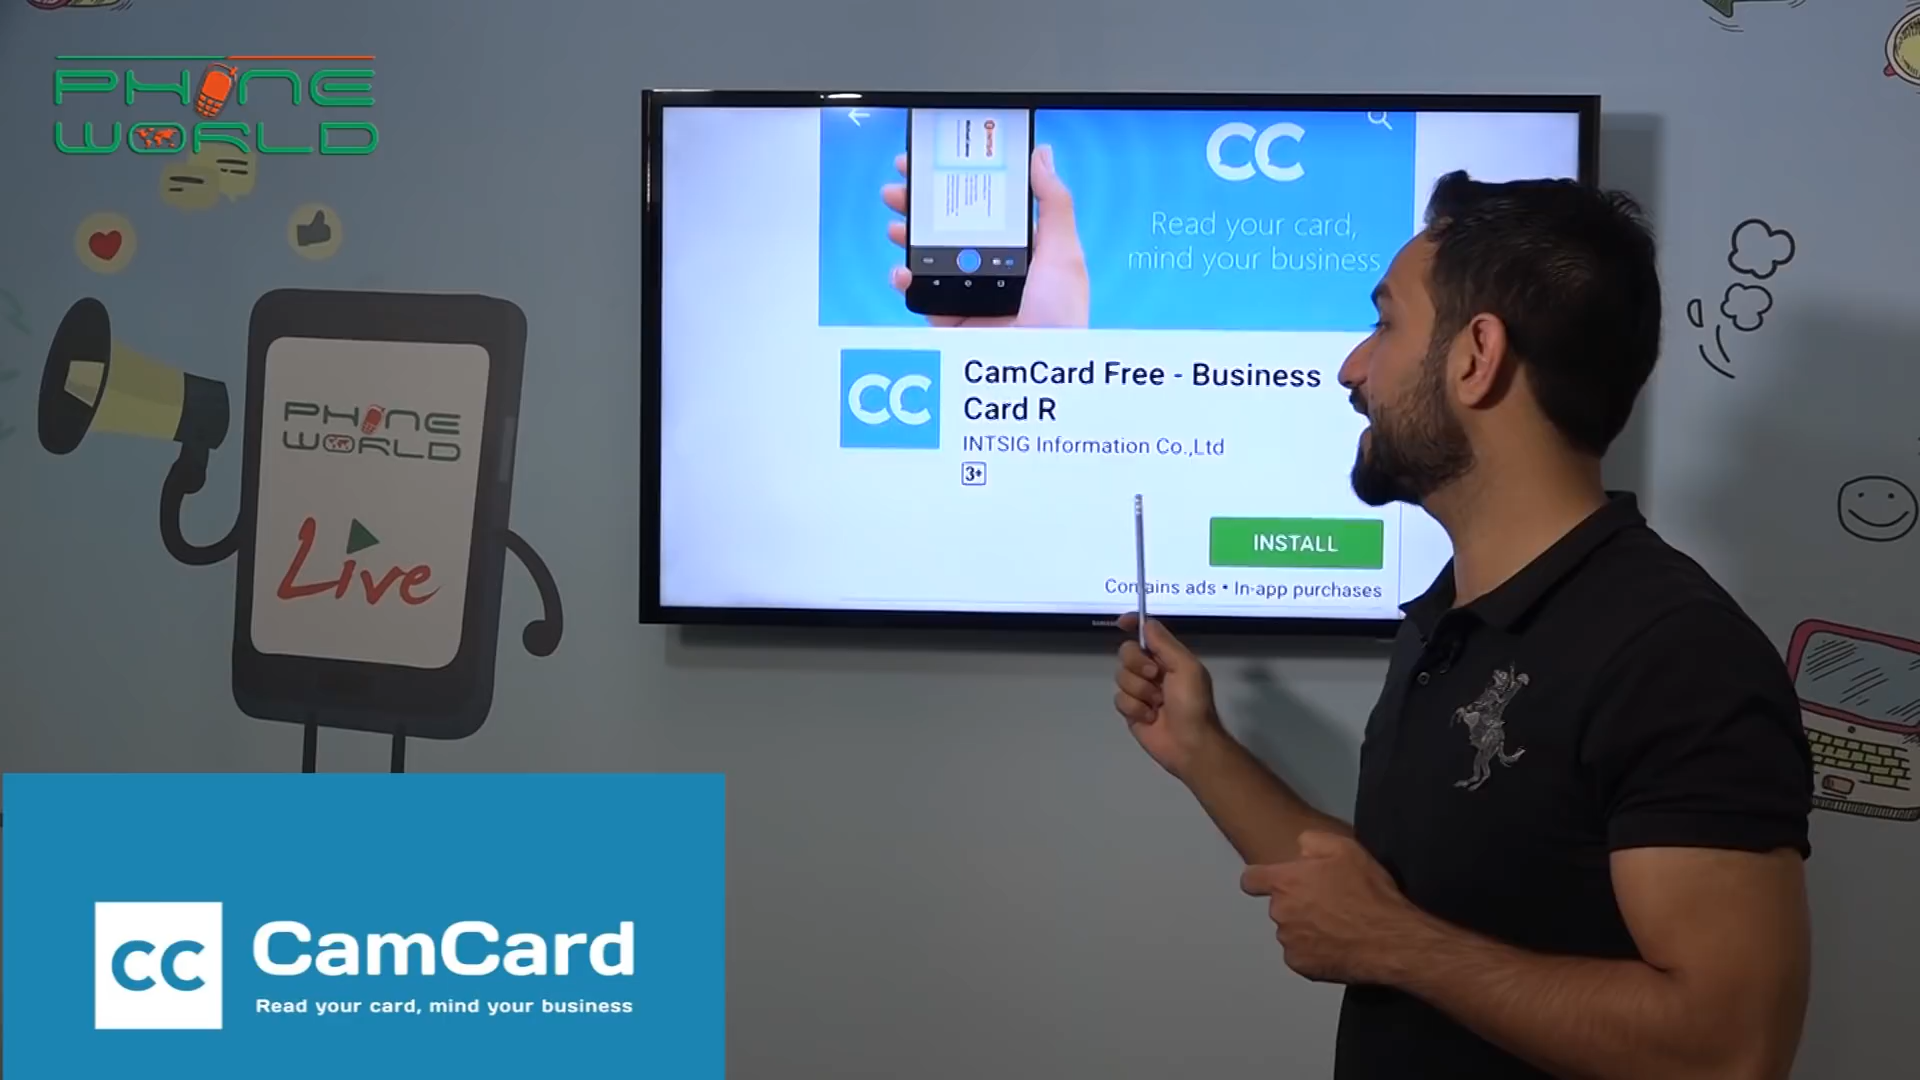 PHONE
WORLD
CC
Read your card,
mind your business
CC
CamCard Free - Business
Card R
INTSIG Information Co.,Ltd
3+
INSTALL
Contains ads • In-app purchases
SAMSUNG
PHONE
WORLD
Live
CC
CamCard
Read your card, mind your business